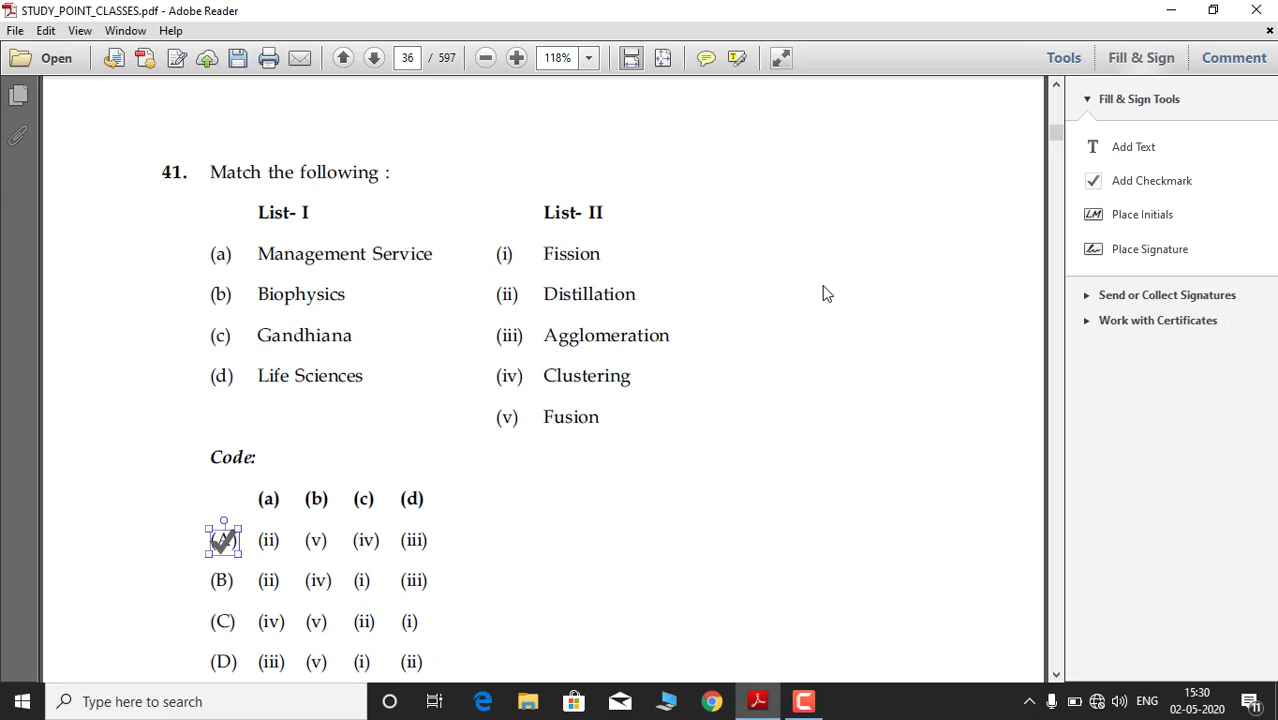 STUDY_POINT_CLASSES.pdf - Adobe Reader
File Edit View Window Help
Open 36 / 597 118% Tools Fill & Sign Comment
Fill & Sign Tools
T Add Text
Add Checkmark
LM Place Initials
Place Signature
Send or Collect Signatures
Work with Certificates
41. Match the following :
List- I List- II
(a) Management Service (i) Fission
(b) Biophysics (ii) Distillation
(c) Gandhiana (iii) Agglomeration
(d) Life Sciences (iv) Clustering
(v) Fusion
Code:
(a) (b) (c) (d)
(A) (ii) (v) (iv) (iii)
(B) (ii) (iv) (i) (iii)
(C) (iv) (v) (ii) (i)
(D) (iii) (v) (i) (ii)
Type here to search
ENG 15:30
02-05-2020